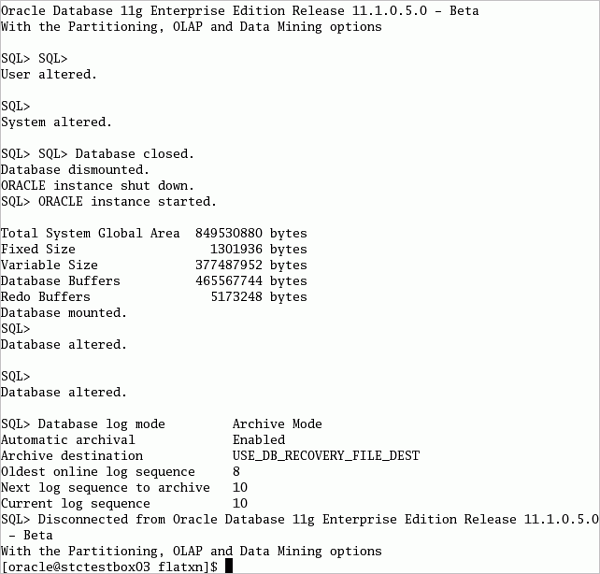 Oracle Database 11g Enterprise Edition Release 11.1.0.5.0 - Beta
With the Partitioning, OLAP and Data Mining options
SQL> SQL>
User altered.
SQL>
System altered.
SQL> SQL> Database closed.
Database dismounted.
ORACLE instance shut down.
SQL> ORACLE instance started.
Total System Global Area  849530880 bytes
Fixed Size                  1301936 bytes
Variable Size             377487952 bytes
Database Buffers          465567744 bytes
Redo Buffers                5173248 bytes
Database mounted.
SQL>
Database altered.
SQL>
Database altered.
SQL> Database log mode         Archive Mode
Automatic archival             Enabled
Archive destination            USE_DB_RECOVERY_FILE_DEST
Oldest online log sequence     8
Next log sequence to archive   10
Current log sequence           10
SQL> Disconnected from Oracle Database 11g Enterprise Edition Release 11.1.0.5.0
 - Beta
With the Partitioning, OLAP and Data Mining options
[oracle@stctestbox03 flatxn]$